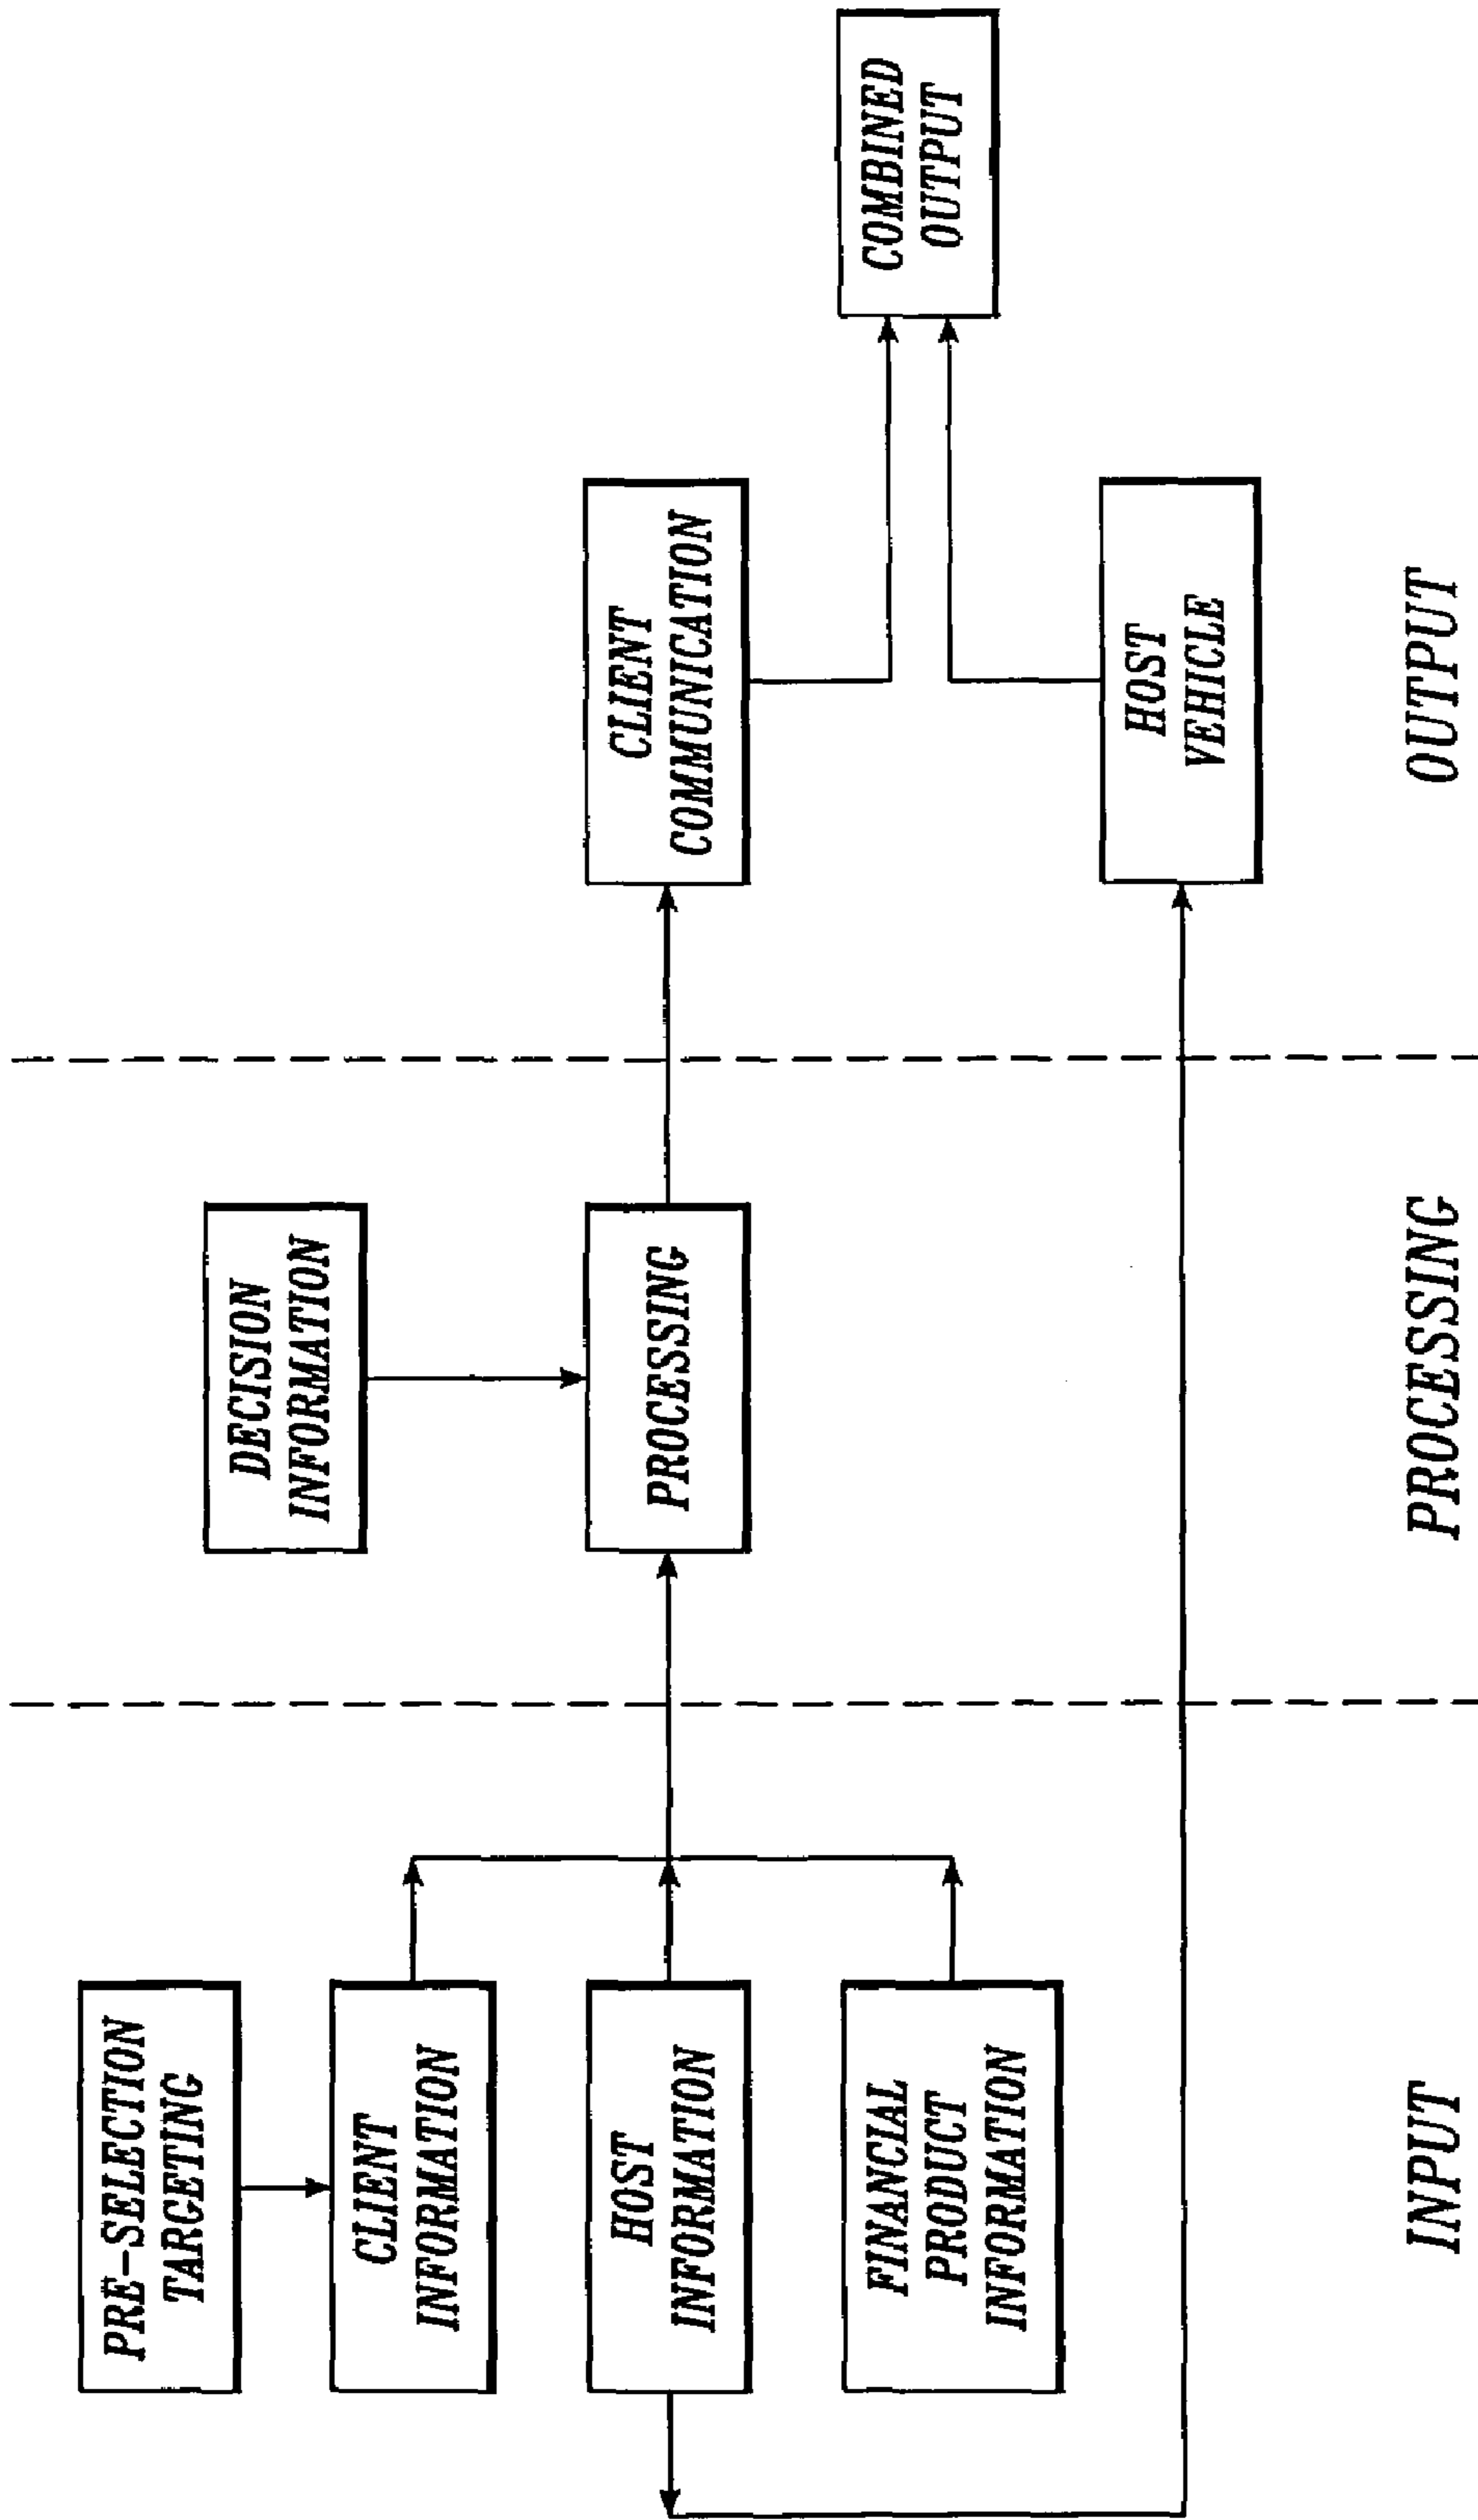 PRE-SELECTION
TARGETING
CLIENT
INFORMATION
HOST
INFORMATION
FINANCIAL
PRODUCT
INFORMATION
INPUT
DECISION
INFORMATION
PROCESSING
PROCESSING
CLIENT
COMMUNICATION
HOST
VEHICLE
OUTPUT
COMBINED
OUTPUT